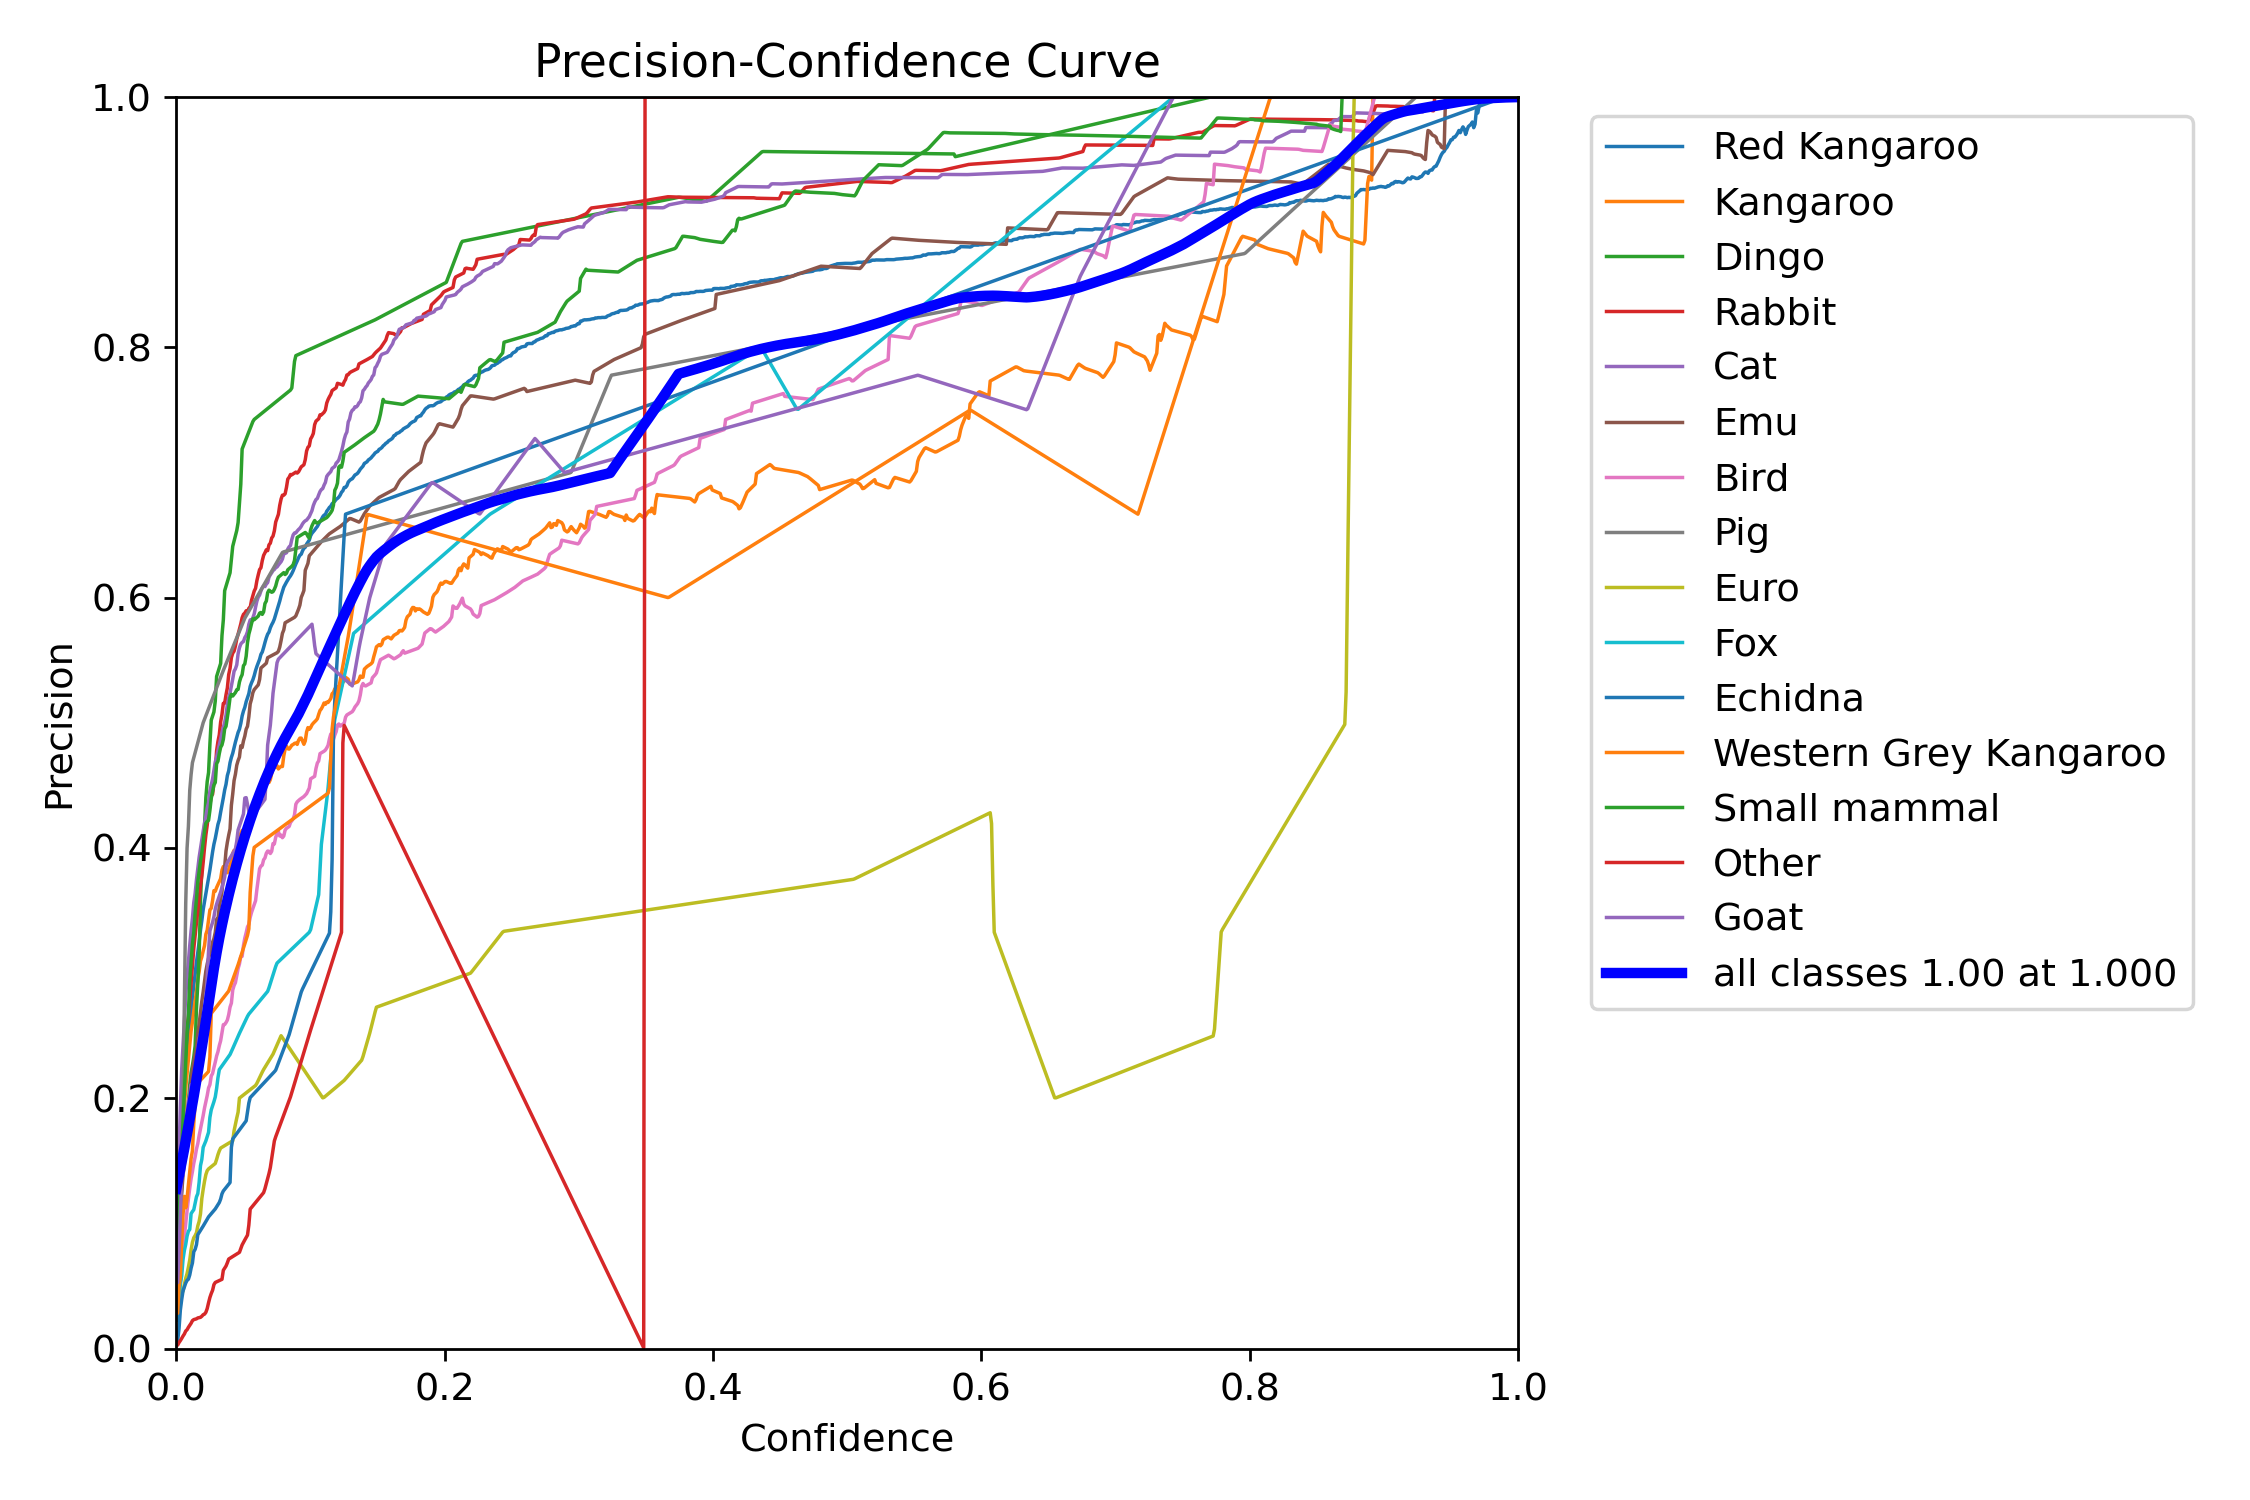 Precision-Confidence Curve
1.0
0.8
0.6
0.4
0.2
0.0
Precision
0.0 0.2 0.4 0.6 0.8 1.0
Confidence
Red Kangaroo
Kangaroo
Dingo
Rabbit
Cat
Emu
Bird
Pig
Euro
Fox
Echidna
Western Grey Kangaroo
Small mammal
Other
Goat
all classes 1.00 at 1.000